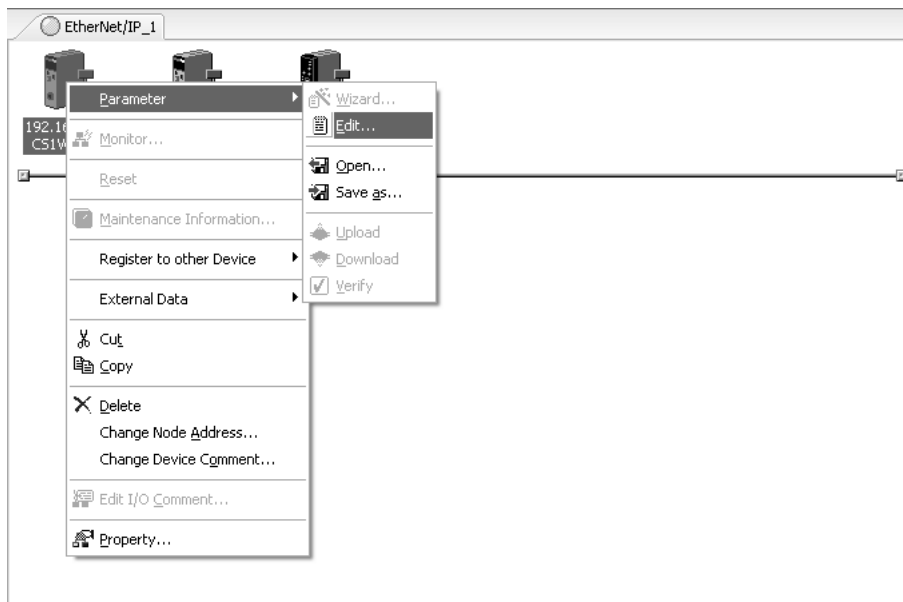 EtherNet/IP_1
192.16
CS1W
Parameter
Monitor...
Reset
Maintenance Information...
Register to other Device
External Data
Cut
Copy
Delete
Change Node Address...
Change Device Comment...
Edit I/O Comment...
Property...
Wizard...
Edit...
Open...
Save as...
Upload
Download
Verify